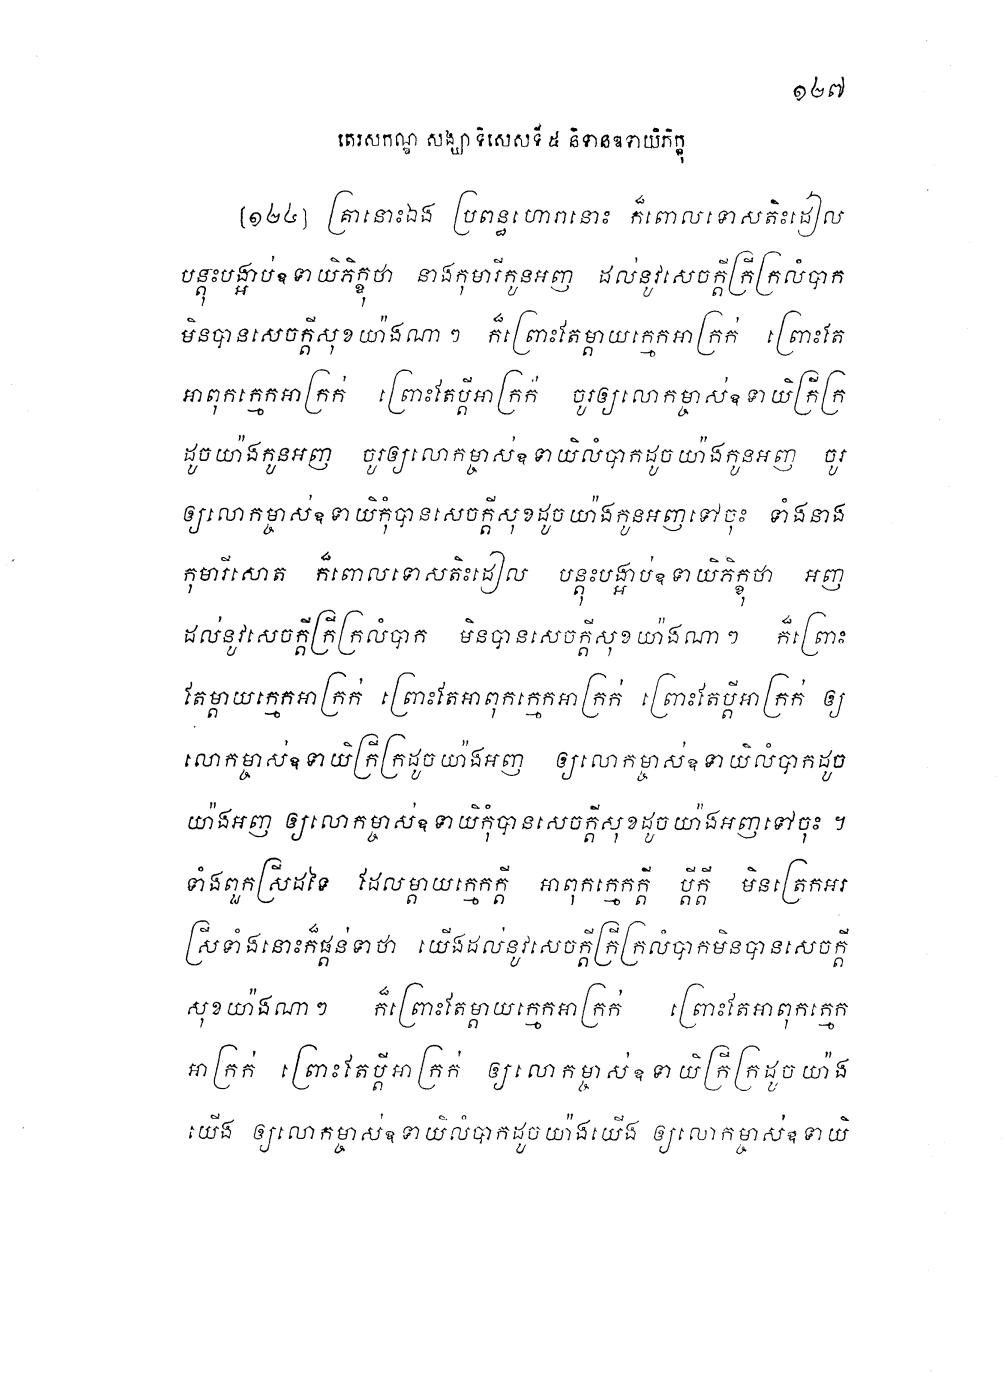 ១២៧
តេរសកណ្ឌ សង្ឃាទិសេសទី ៥ និទានឧទាយិភិក្ខុ
(១២៤) គ្រានោះឯង ប្រពន្ធហោរានោះ ក៏ពោលទោសតិះដៀល
បន្តុះបង្អាប់ឧទាយិភិក្ខុថា នាងកុមារីកូនអញ ដល់នូវសេចក្តីក្រីក្រលំបាក
មិនបានសេចក្តីសុខយ៉ាងណាៗ ក៏ព្រោះតែម្តាយក្មេកអាក្រក់ ព្រោះតែ
អាពុកក្មេកអាក្រក់ ព្រោះតែប្តីអាក្រក់ ចូរឲ្យលោកម្ចាស់ឧទាយិក្រីក្រ
ដូចយ៉ាងកូនអញ ចូរឲ្យលោកម្ចាស់ឧទាយិលំបាកដូចយ៉ាងកូនអញ ចូរ
ឲ្យលោកម្ចាស់ឧទាយិកុំបានសេចក្តីសុខដូចយ៉ាងកូនអញទៅចុះ ទាំងនាង
កុមារីសោត ក៏ពោលទោសតិះដៀល បន្តុះបង្អាប់ឧទាយិភិក្ខុថា អញ
ដល់នូវសេចក្តីក្រីក្រលំបាក មិនបានសេចក្តីសុខយ៉ាងណាៗ ក៏ព្រោះ
តែម្តាយក្មេកអាក្រក់ ព្រោះតែអាពុកក្មេកអាក្រក់ ព្រោះតែប្តីអាក្រក់ ឲ្យ
លោកម្ចាស់ឧទាយិក្រីក្រដូចយ៉ាងអញ ឲ្យលោកម្ចាស់ឧទាយិលំបាកដូច
យ៉ាងអញ ឲ្យលោកម្ចាស់ឧទាយិកុំបានសេចក្តីសុខដូចយ៉ាងអញទៅចុះ ។
ទាំងពួកស្រីដទៃ ដែលម្តាយក្មេកក្តី អាពុកក្មេកក្តី ប្តីក្តី មិនត្រេកអរ
ស្រីទាំងនោះក៏ផ្តន់ទាថា យើងដល់នូវសេចក្តីក្រីក្រលំបាកមិនបានសេចក្តី
សុខយ៉ាងណាៗ ក៏ព្រោះតែម្តាយក្មេកអាក្រក់ ព្រោះតែអាពុកក្មេក
អាក្រក់ ព្រោះតែប្តីអាក្រក់ ឲ្យលោកម្ចាស់ឧទាយិក្រីក្រដូចយ៉ាង
យើង ឲ្យលោកម្ចាស់ឧទាយិលំបាកដូចយ៉ាងយើង ឲ្យលោកម្ចាស់ឧទាយិ